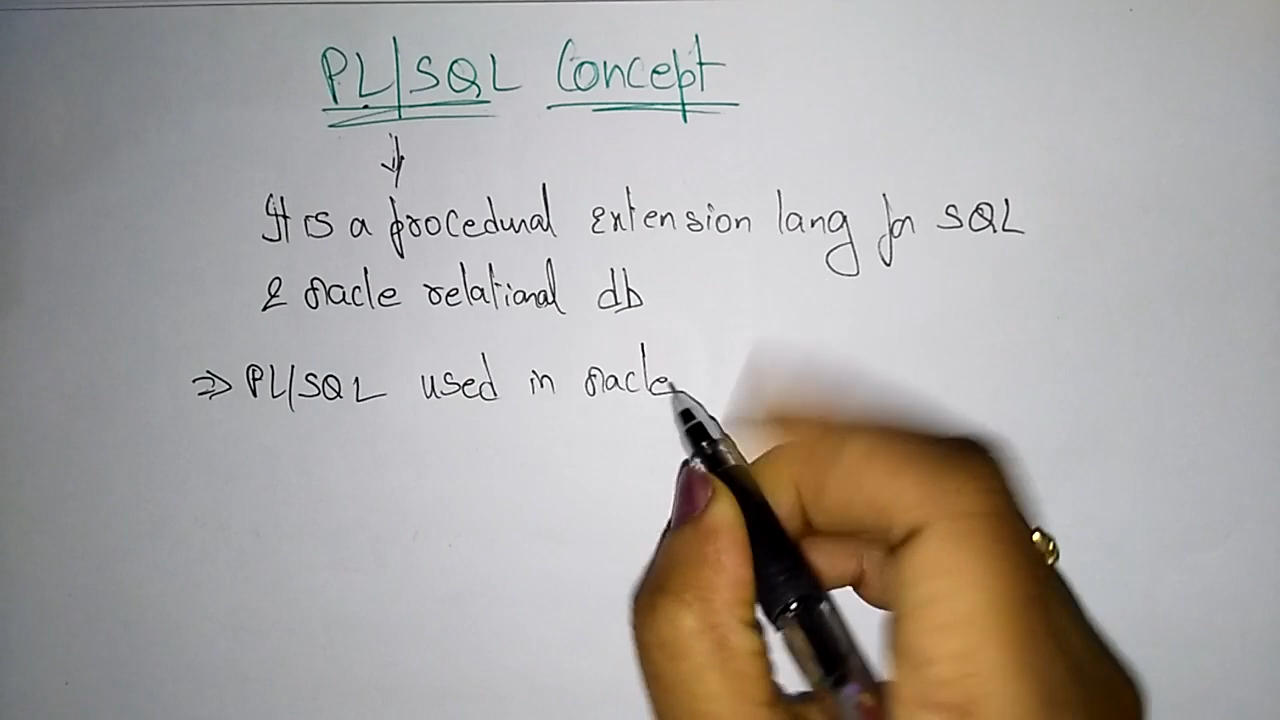 PL/SQL Concept
It is a procedural extension lang for SQL
& oracle relational db
⇒ PL/SQL used in oracle